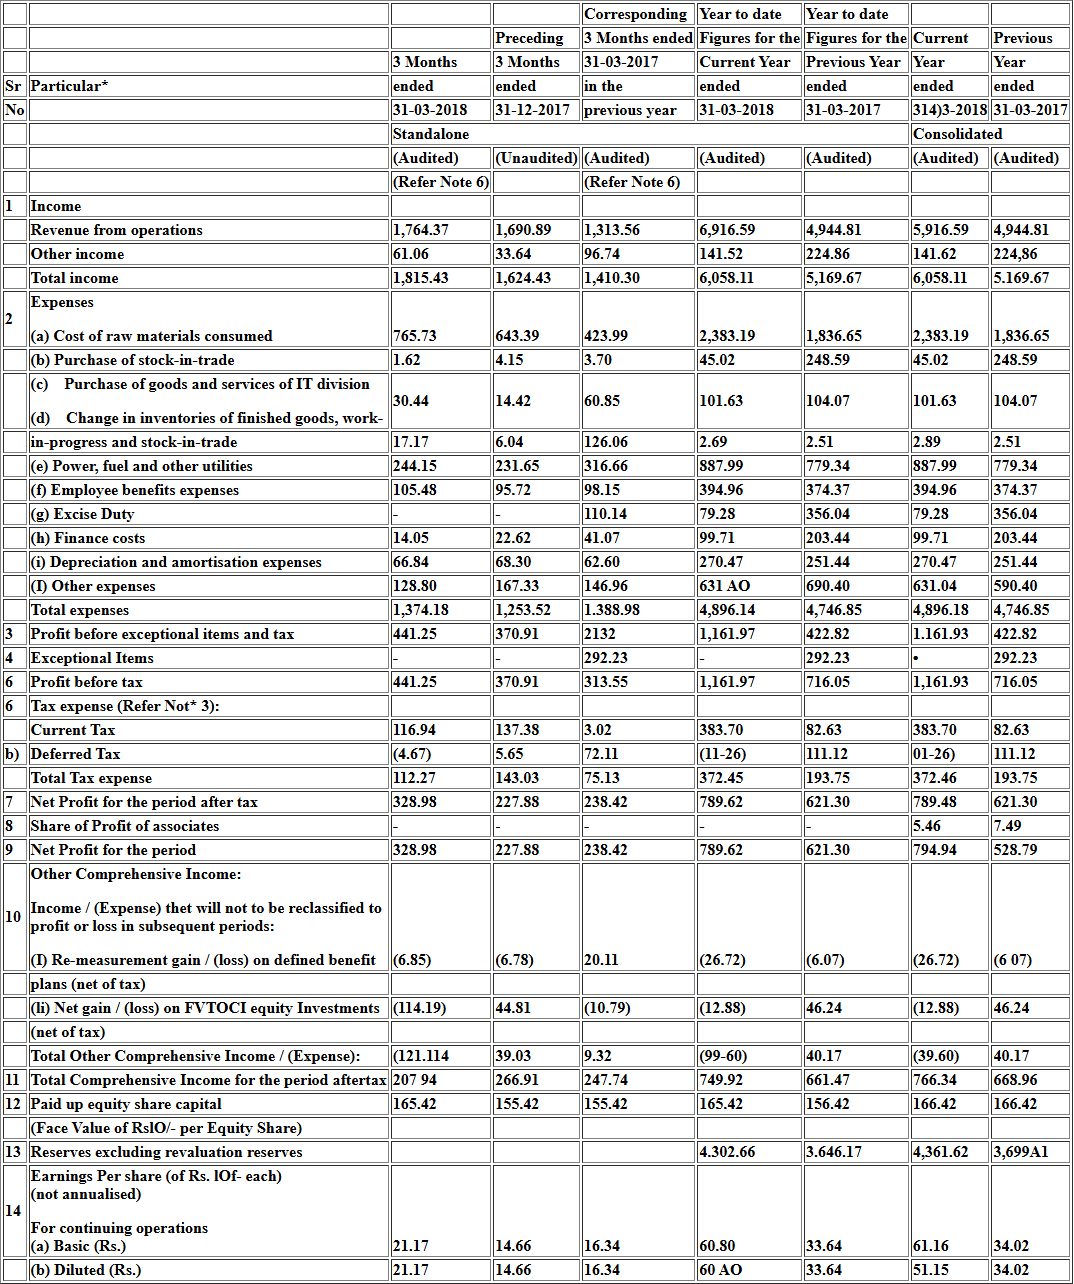 Corresponding Year to date Year to date
Preceding 3 Months ended Figures for the Figures for the Current Previous
3 Months 3 Months 31-03-2017 Current Year Previous Year Year Year
Sr Particular* ended ended in the ended ended ended ended
No 31-03-2018 31-12-2017 previous year 31-03-2018 31-03-2017 314)3-2018 31-03-2017
Standalone Consolidated
(Audited) (Unaudited) (Audited) (Audited) (Audited) (Audited) (Audited)
(Refer Note 6) (Refer Note 6)
1 Income
Revenue from operations 1,764.37 1,690.89 1,313.56 6,916.59 4,944.81 5,916.59 4,944.81
Other income 61.06 33.64 96.74 141.52 224.86 141.62 224,86
Total income 1,815.43 1,624.43 1,410.30 6,058.11 5,169.67 6,058.11 5.169.67
Expenses
2
(a) Cost of raw materials consumed 765.73 643.39 423.99 2,383.19 1,836.65 2,383.19 1,836.65
(b) Purchase of stock-in-trade 1.62 4.15 3.70 45.02 248.59 45.02 248.59
(c) Purchase of goods and services of IT division
30.44 14.42 60.85 101.63 104.07 101.63 104.07
(d) Change in inventories of finished goods, work-
in-progress and stock-in-trade 17.17 6.04 126.06 2.69 2.51 2.89 2.51
(e) Power, fuel and other utilities 244.15 231.65 316.66 887.99 779.34 887.99 779.34
(f) Employee benefits expenses 105.48 95.72 98.15 394.96 374.37 394.96 374.37
(g) Excise Duty - - 110.14 79.28 356.04 79.28 356.04
(h) Finance costs 14.05 22.62 41.07 99.71 203.44 99.71 203.44
(i) Depreciation and amortisation expenses 66.84 68.30 62.60 270.47 251.44 270.47 251.44
(I) Other expenses 128.80 167.33 146.96 631 AO 690.40 631.04 590.40
Total expenses 1,374.18 1,253.52 1.388.98 4,896.14 4,746.85 4,896.18 4,746.85
3 Profit before exceptional items and tax 441.25 370.91 2132 1,161.97 422.82 1.161.93 422.82
4 Exceptional Items - - 292.23 - 292.23 • 292.23
6 Profit before tax 441.25 370.91 313.55 1,161.97 716.05 1,161.93 716.05
6 Tax expense (Refer Not* 3):
Current Tax 116.94 137.38 3.02 383.70 82.63 383.70 82.63
b) Deferred Tax (4.67) 5.65 72.11 (11-26) 111.12 01-26) 111.12
Total Tax expense 112.27 143.03 75.13 372.45 193.75 372.46 193.75
7 Net Profit for the period after tax 328.98 227.88 238.42 789.62 621.30 789.48 621.30
8 Share of Profit of associates - - - - - 5.46 7.49
9 Net Profit for the period 328.98 227.88 238.42 789.62 621.30 794.94 528.79
Other Comprehensive Income:
Income / (Expense) thet will not to be reclassified to
10
profit or loss in subsequent periods:
(I) Re-measurement gain / (loss) on defined benefit (6.85) (6.78) 20.11 (26.72) (6.07) (26.72) (6 07)
plans (net of tax)
(li) Net gain / (loss) on FVTOCI equity Investments (114.19) 44.81 (10.79) (12.88) 46.24 (12.88) 46.24
(net of tax)
Total Other Comprehensive Income / (Expense): (121.114 39.03 9.32 (99-60) 40.17 (39.60) 40.17
11 Total Comprehensive Income for the period aftertax 207 94 266.91 247.74 749.92 661.47 766.34 668.96
12 Paid up equity share capital 165.42 155.42 155.42 165.42 156.42 166.42 166.42
(Face Value of RslO/- per Equity Share)
13 Reserves excluding revaluation reserves 4.302.66 3.646.17 4,361.62 3,699A1
Earnings Per share (of Rs. lOf- each)
(not annualised)
14
For continuing operations
(a) Basic (Rs.) 21.17 14.66 16.34 60.80 33.64 61.16 34.02
(b) Diluted (Rs.) 21.17 14.66 16.34 60 AO 33.64 51.15 34.02